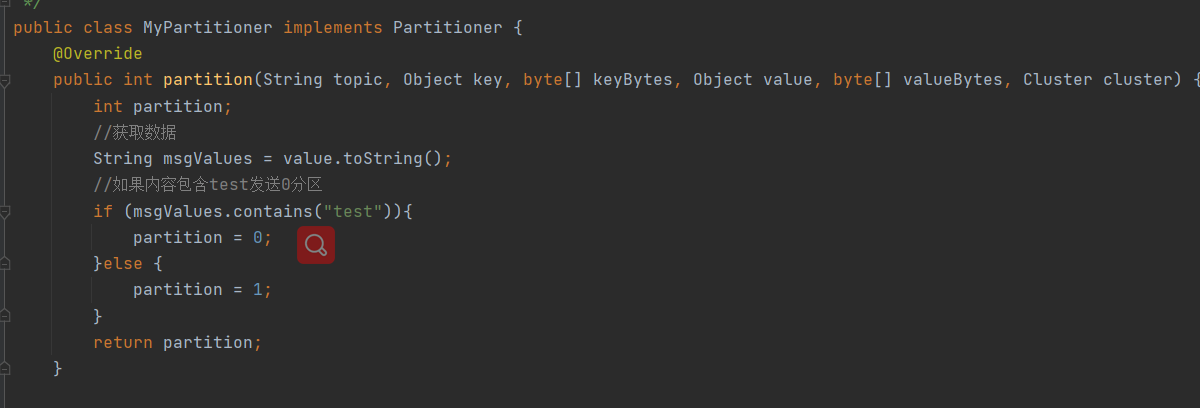 */
public class MyPartitioner implements Partitioner {
@Override
public int partition(String topic, Object key, byte[] keyBytes, Object value, byte[] valueBytes, Cluster cluster) {
int partition;
//获取数据
String msgValues = value.toString();
//如果内容包含test发送0分区
if (msgValues.contains("test")){
partition = 0;
}else {
partition = 1;
}
return partition;
}